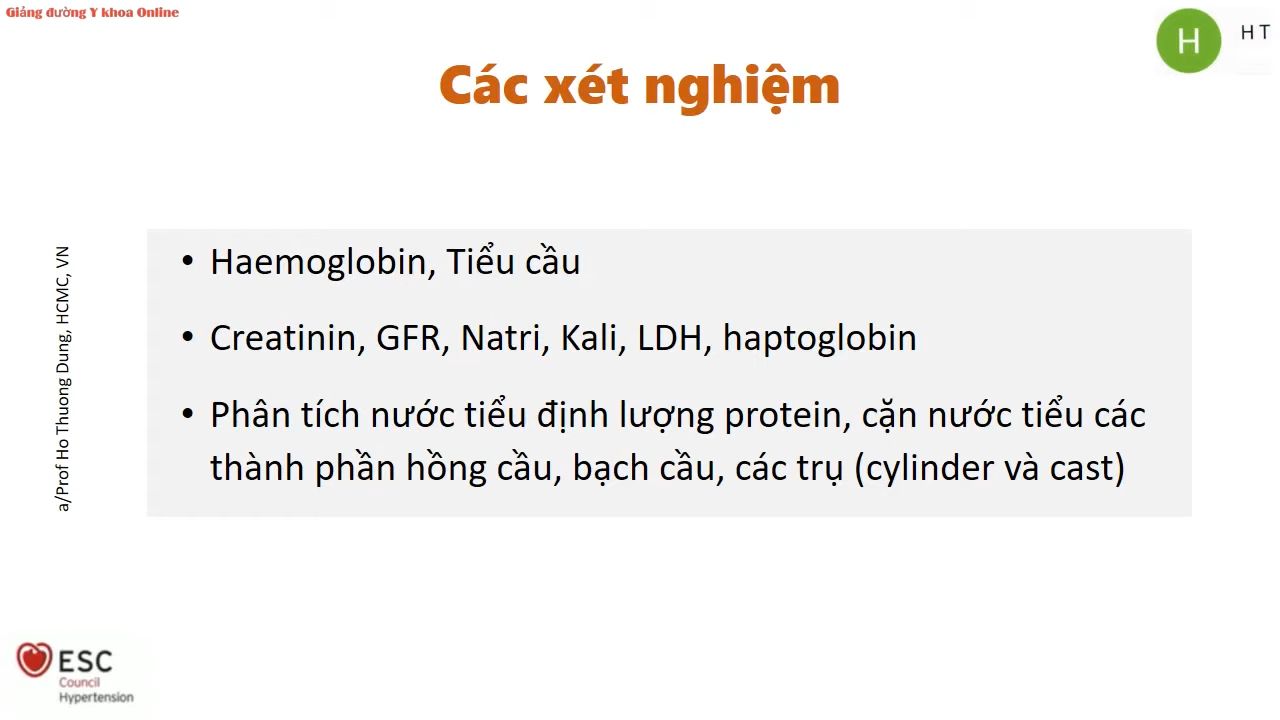 Giảng đường Y khoa Online
H
H T
Các xét nghiệm
• Haemoglobin, Tiểu cầu
• Creatinin, GFR, Natri, Kali, LDH, haptoglobin
• Phân tích nước tiểu định lượng protein, cặn nước tiểu các
thành phần hồng cầu, bạch cầu, các trụ (cylinder và cast)
a/Prof Ho Thuong Dung, HCMC, VN
ESC
Council
Hypertension